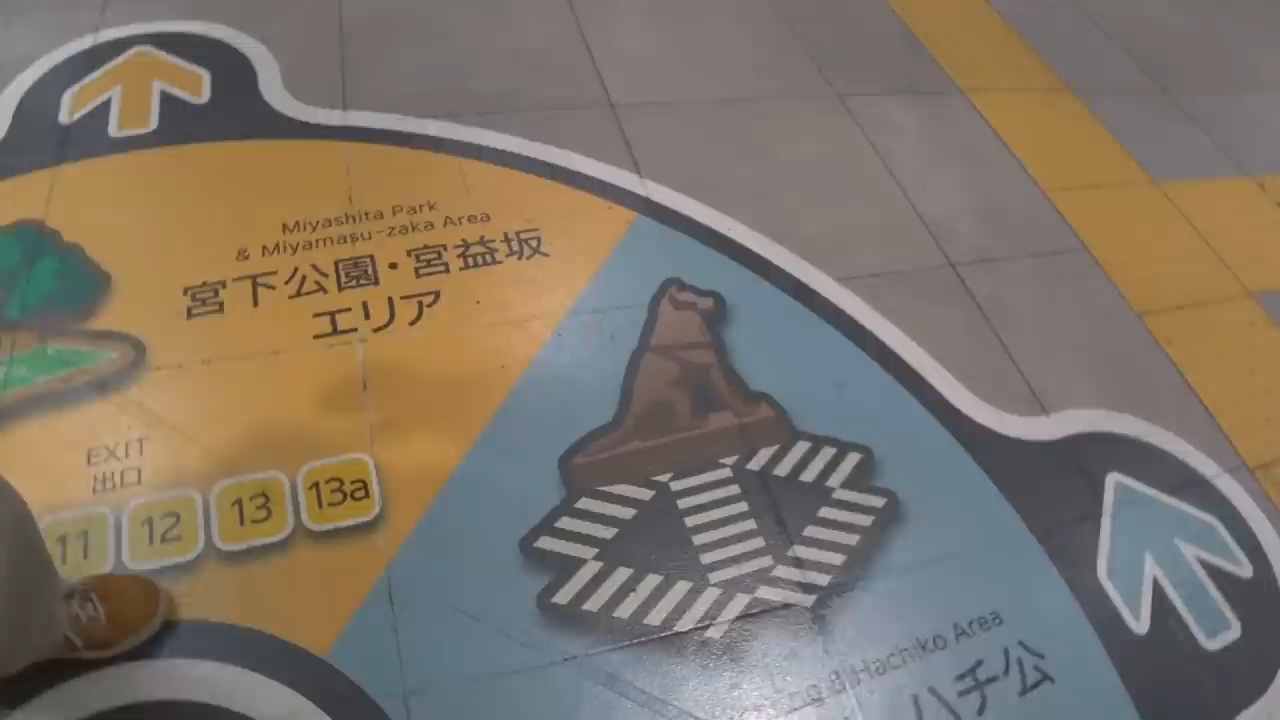 Miyashita Park
& Miyamasu-zaka Area
宮下公園・宮益坂
エリア
EXIT
出口
11 12 13 13a
Hachiko Area
ハチ公